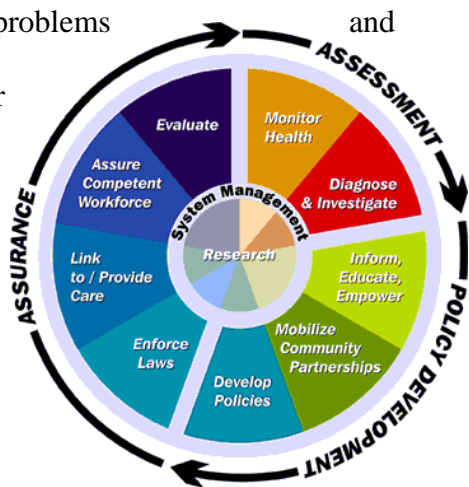 problems and
r
ASSESSMENT
POLICY DEVELOPMENT
ASSURANCE
Monitor
Health
Diagnose
& Investigate
Inform,
Educate,
Empower
Mobilize
Community
Partnerships
Develop
Policies
Enforce
Laws
Link
to / Provide
Care
Assure
Competent
Workforce
Evaluate
System Management
Research